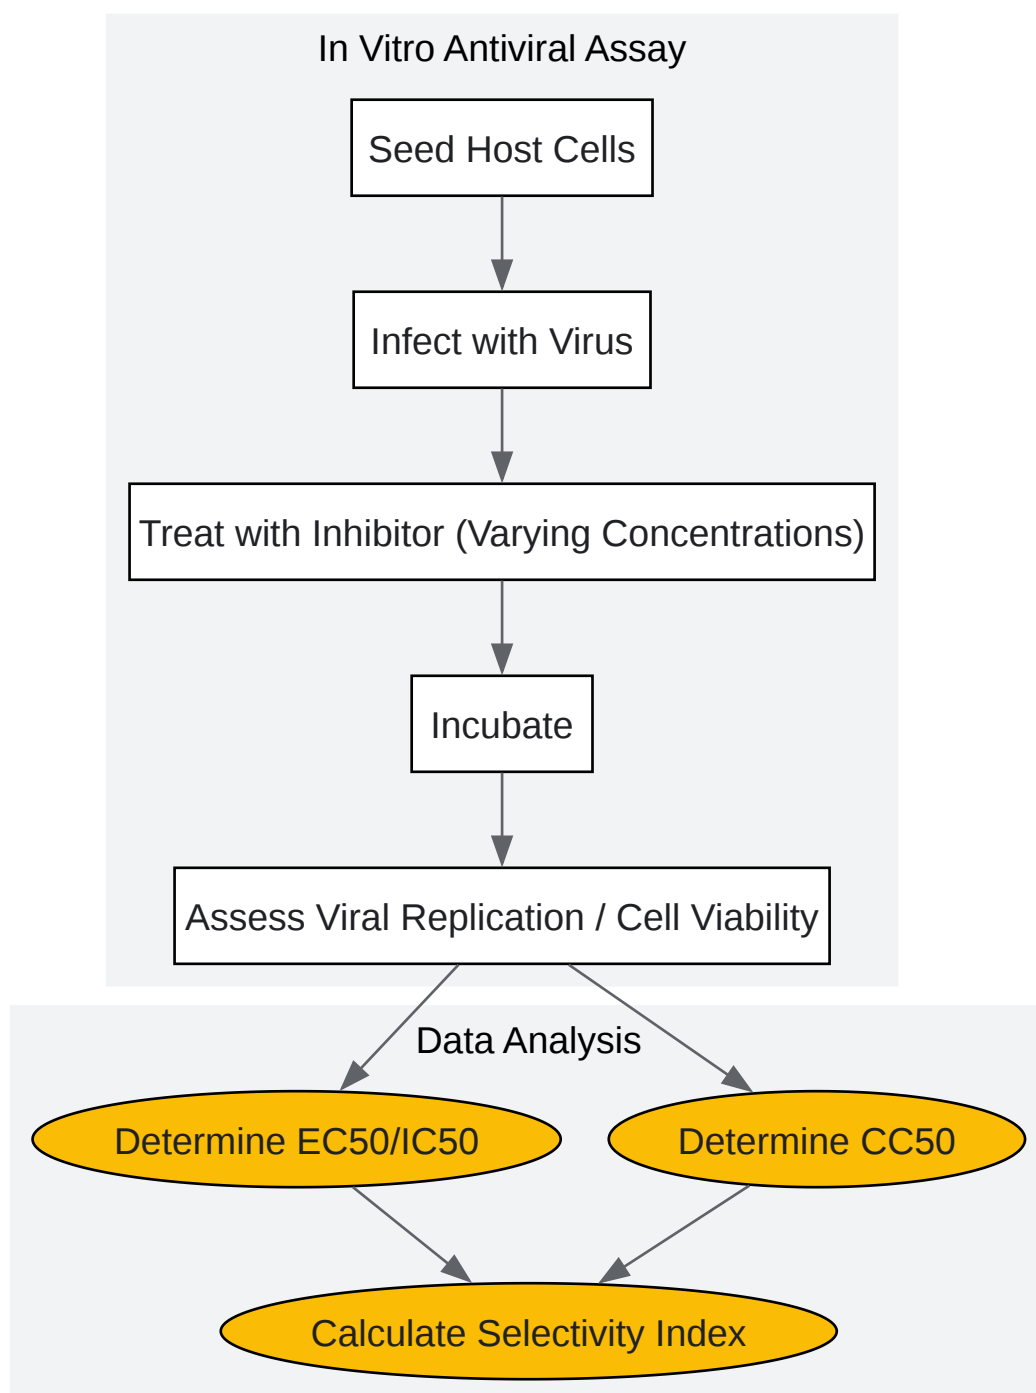 In Vitro Antiviral Assay
Seed Host Cells
Infect with Virus
Treat with Inhibitor (Varying Concentrations)
Incubate
Assess Viral Replication / Cell Viability
Data Analysis
Determine EC50/IC50
Determine CC50
Calculate Selectivity Index